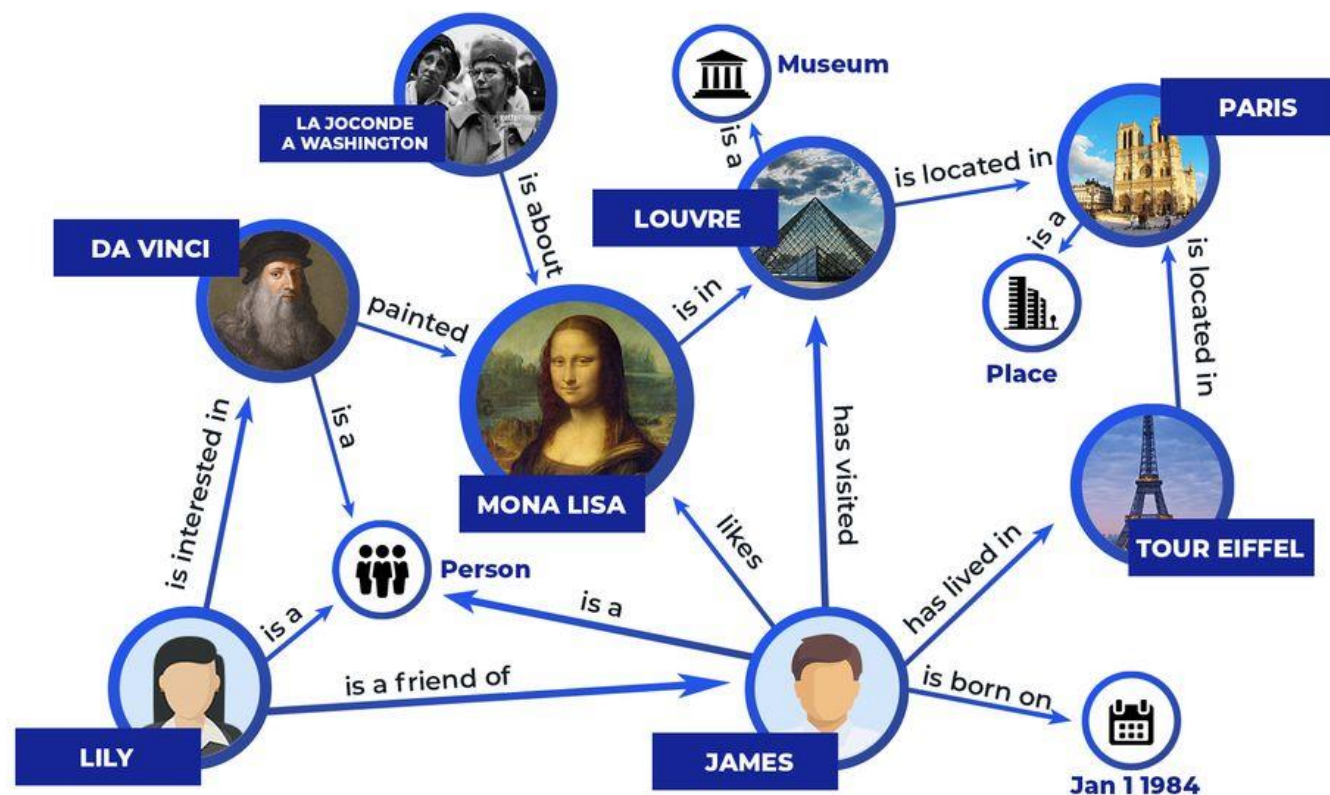 Museum
PARIS
LA JOCONDE
A WASHINGTON
is a
is located in
is about
LOUVRE
is a
DA VINCI
is located in
painted
is in
Place
is a
has visited
is interested in
likes
MONA LISA
TOUR EIFFEL
Person
has lived in
is a
is a
is a friend of
is born on
LILY
JAMES
Jan 1 1984